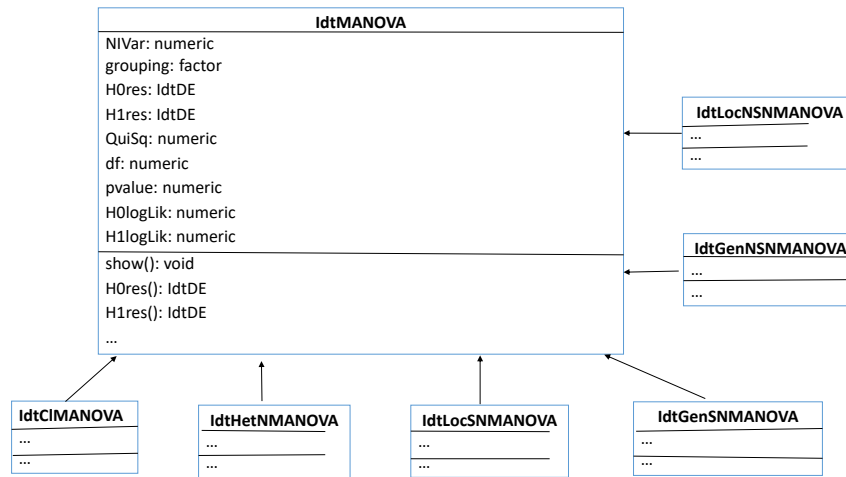 IdtMANOVA
NIVar: numeric
grouping: factor
H0res: IdtDE
H1res: IdtDE
QuiSq: numeric
df: numeric
pvalue: numeric
H0logLik: numeric
H1logLik: numeric
show(): void
H0res(): IdtDE
H1res(): IdtDE
...
IdtLocNSNMANOVA
...
...
IdtGenNSNMANOVA
...
...
IdtClMANOVA
...
...
IdtHetNMANOVA
...
...
IdtLocSNMANOVA
...
...
IdtGenSNMANOVA
...
...